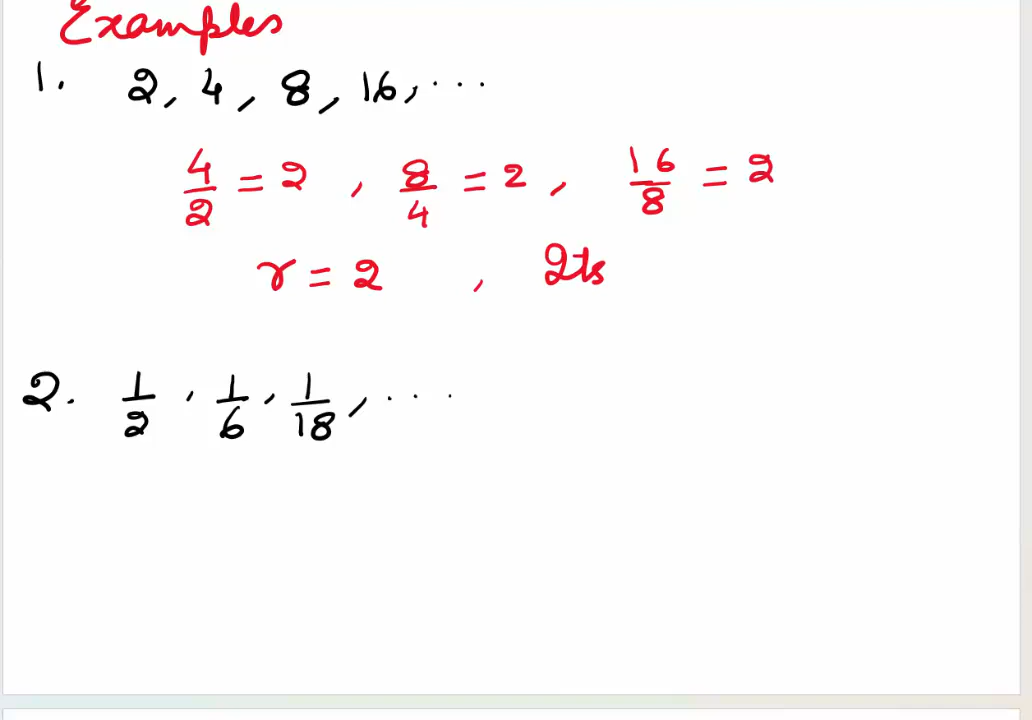 Examples
1. 2, 4, 8, 16, ...
4/2 = 2, 8/4 = 2, 16/8 = 2
r = 2,
2. 1/2, 1/6, 1/18, ...